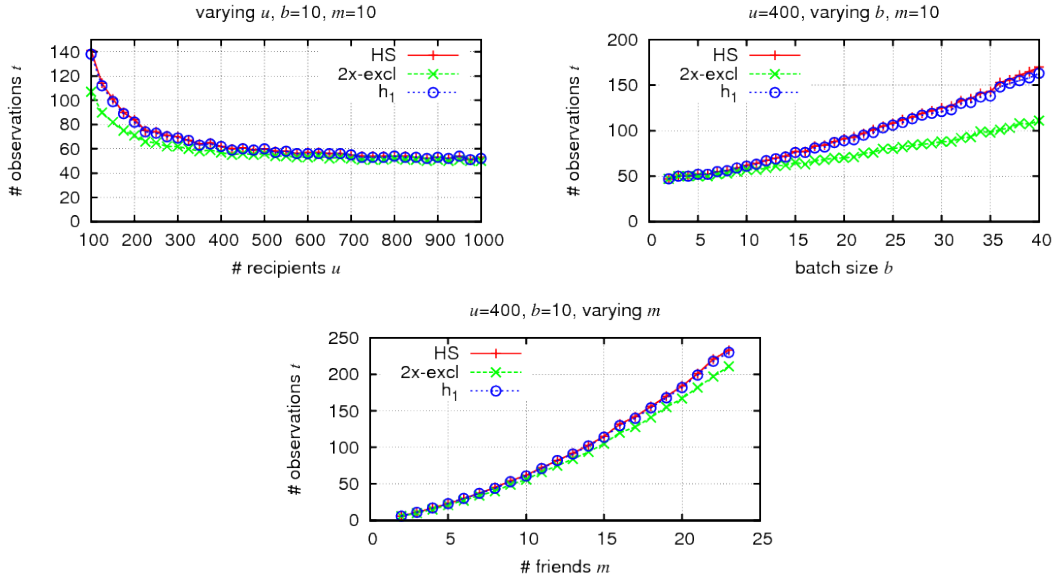 varying u, b=10, m=10
140
120
100
80
60
40
20
0
# observations t
HS
2x-excl
h₁
100 200 300 400 500 600 700 800 900 1000
# recipients u
u=400, varying b, m=10
200
150
100
50
0
# observations t
HS
2x-excl
h₁
0 5 10 15 20 25 30 35 40
batch size b
u=400, b=10, varying m
250
200
150
100
50
0
# observations t
HS
2x-excl
h₁
0 5 10 15 20 25
# friends m